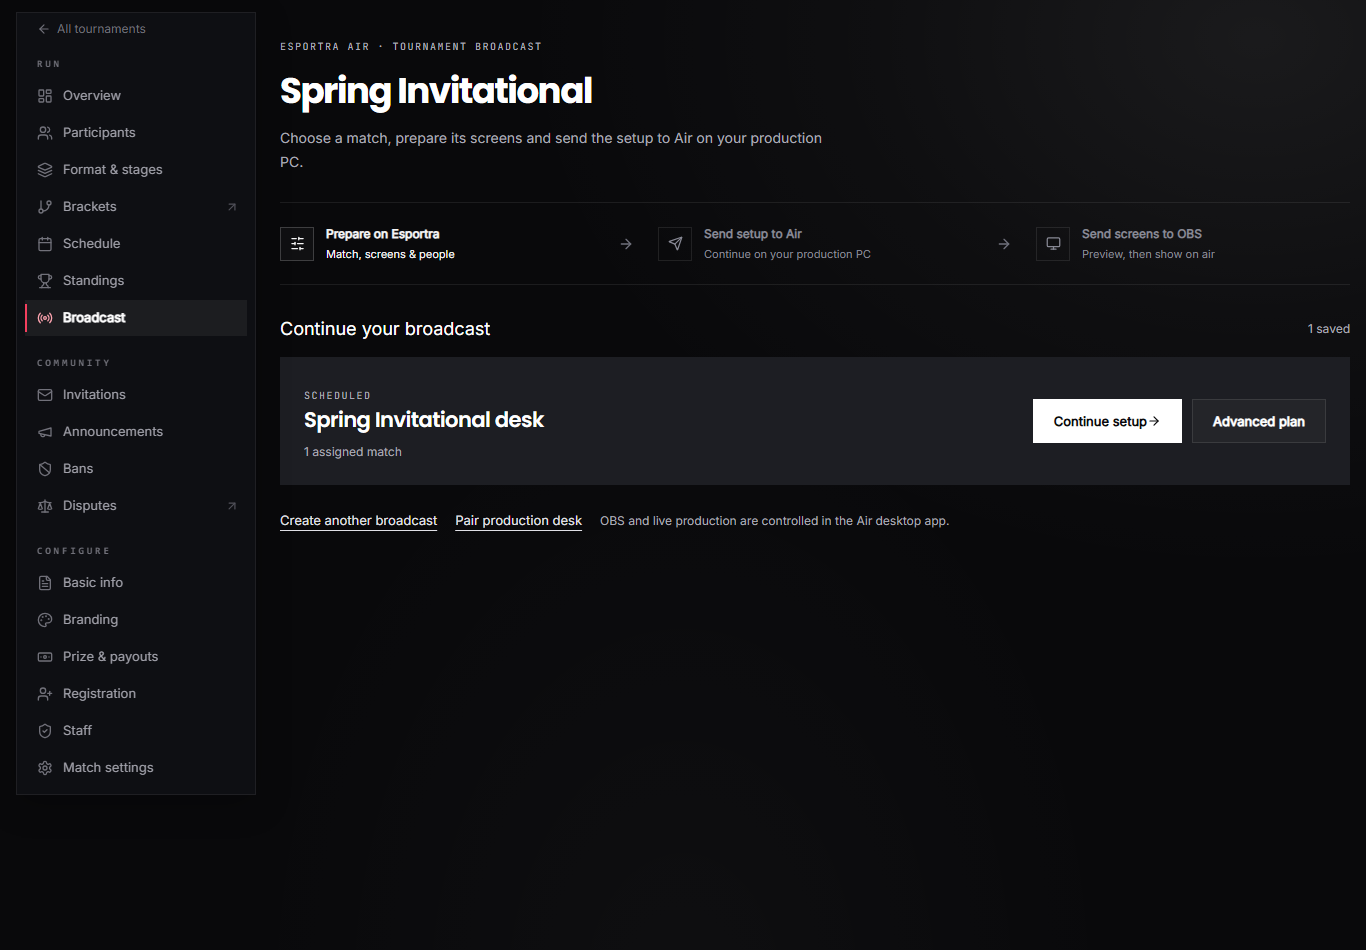 All tournaments
RUN
Overview
Participants
Format & stages
Brackets
Schedule
Standings
Broadcast
COMMUNITY
Invitations
Announcements
Bans
Disputes
CONFIGURE
Basic info
Branding
Prize & payouts
Registration
Staff
Match settings
ESPORTRA AIR · TOURNAMENT BROADCAST
Spring Invitational
Choose a match, prepare its screens and send the setup to Air on your production
PC.
Prepare on Esportra
Match, screens & people
Send setup to Air
Continue on your production PC
Send screens to OBS
Preview, then show on air
Continue your broadcast
1 saved
SCHEDULED
Spring Invitational desk
1 assigned match
Continue setup
Advanced plan
Create another broadcast
Pair production desk
OBS and live production are controlled in the Air desktop app.